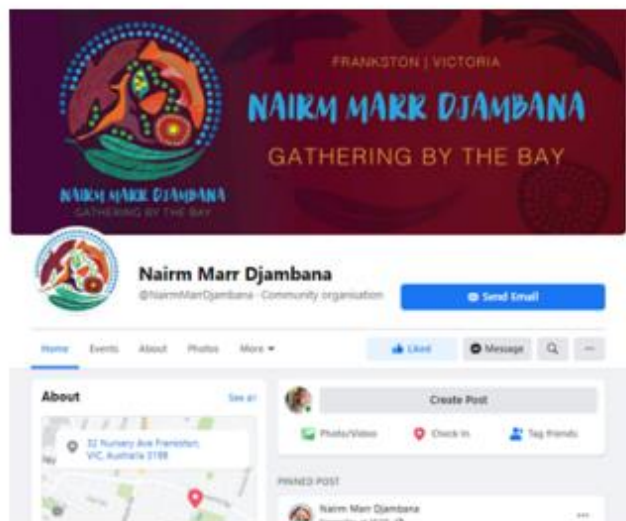 FRANKSTON | VICTORIA
NAIRM MARR DJAMBANA
GATHERING BY THE BAY
NAIRM MARR DJAMBANA
GATHERING BY THE BAY
Nairm Marr Djambana
@NairmMarrDjambana · Community organisation
Send Email
Home Events About Photos More
Liked Message
About See all
32 Nursery Ave Frankston,
VIC, Australia 3199
Create Post
Photo/Video Check In Tag Friends
PINNED POST
Nairm Marr Djambana